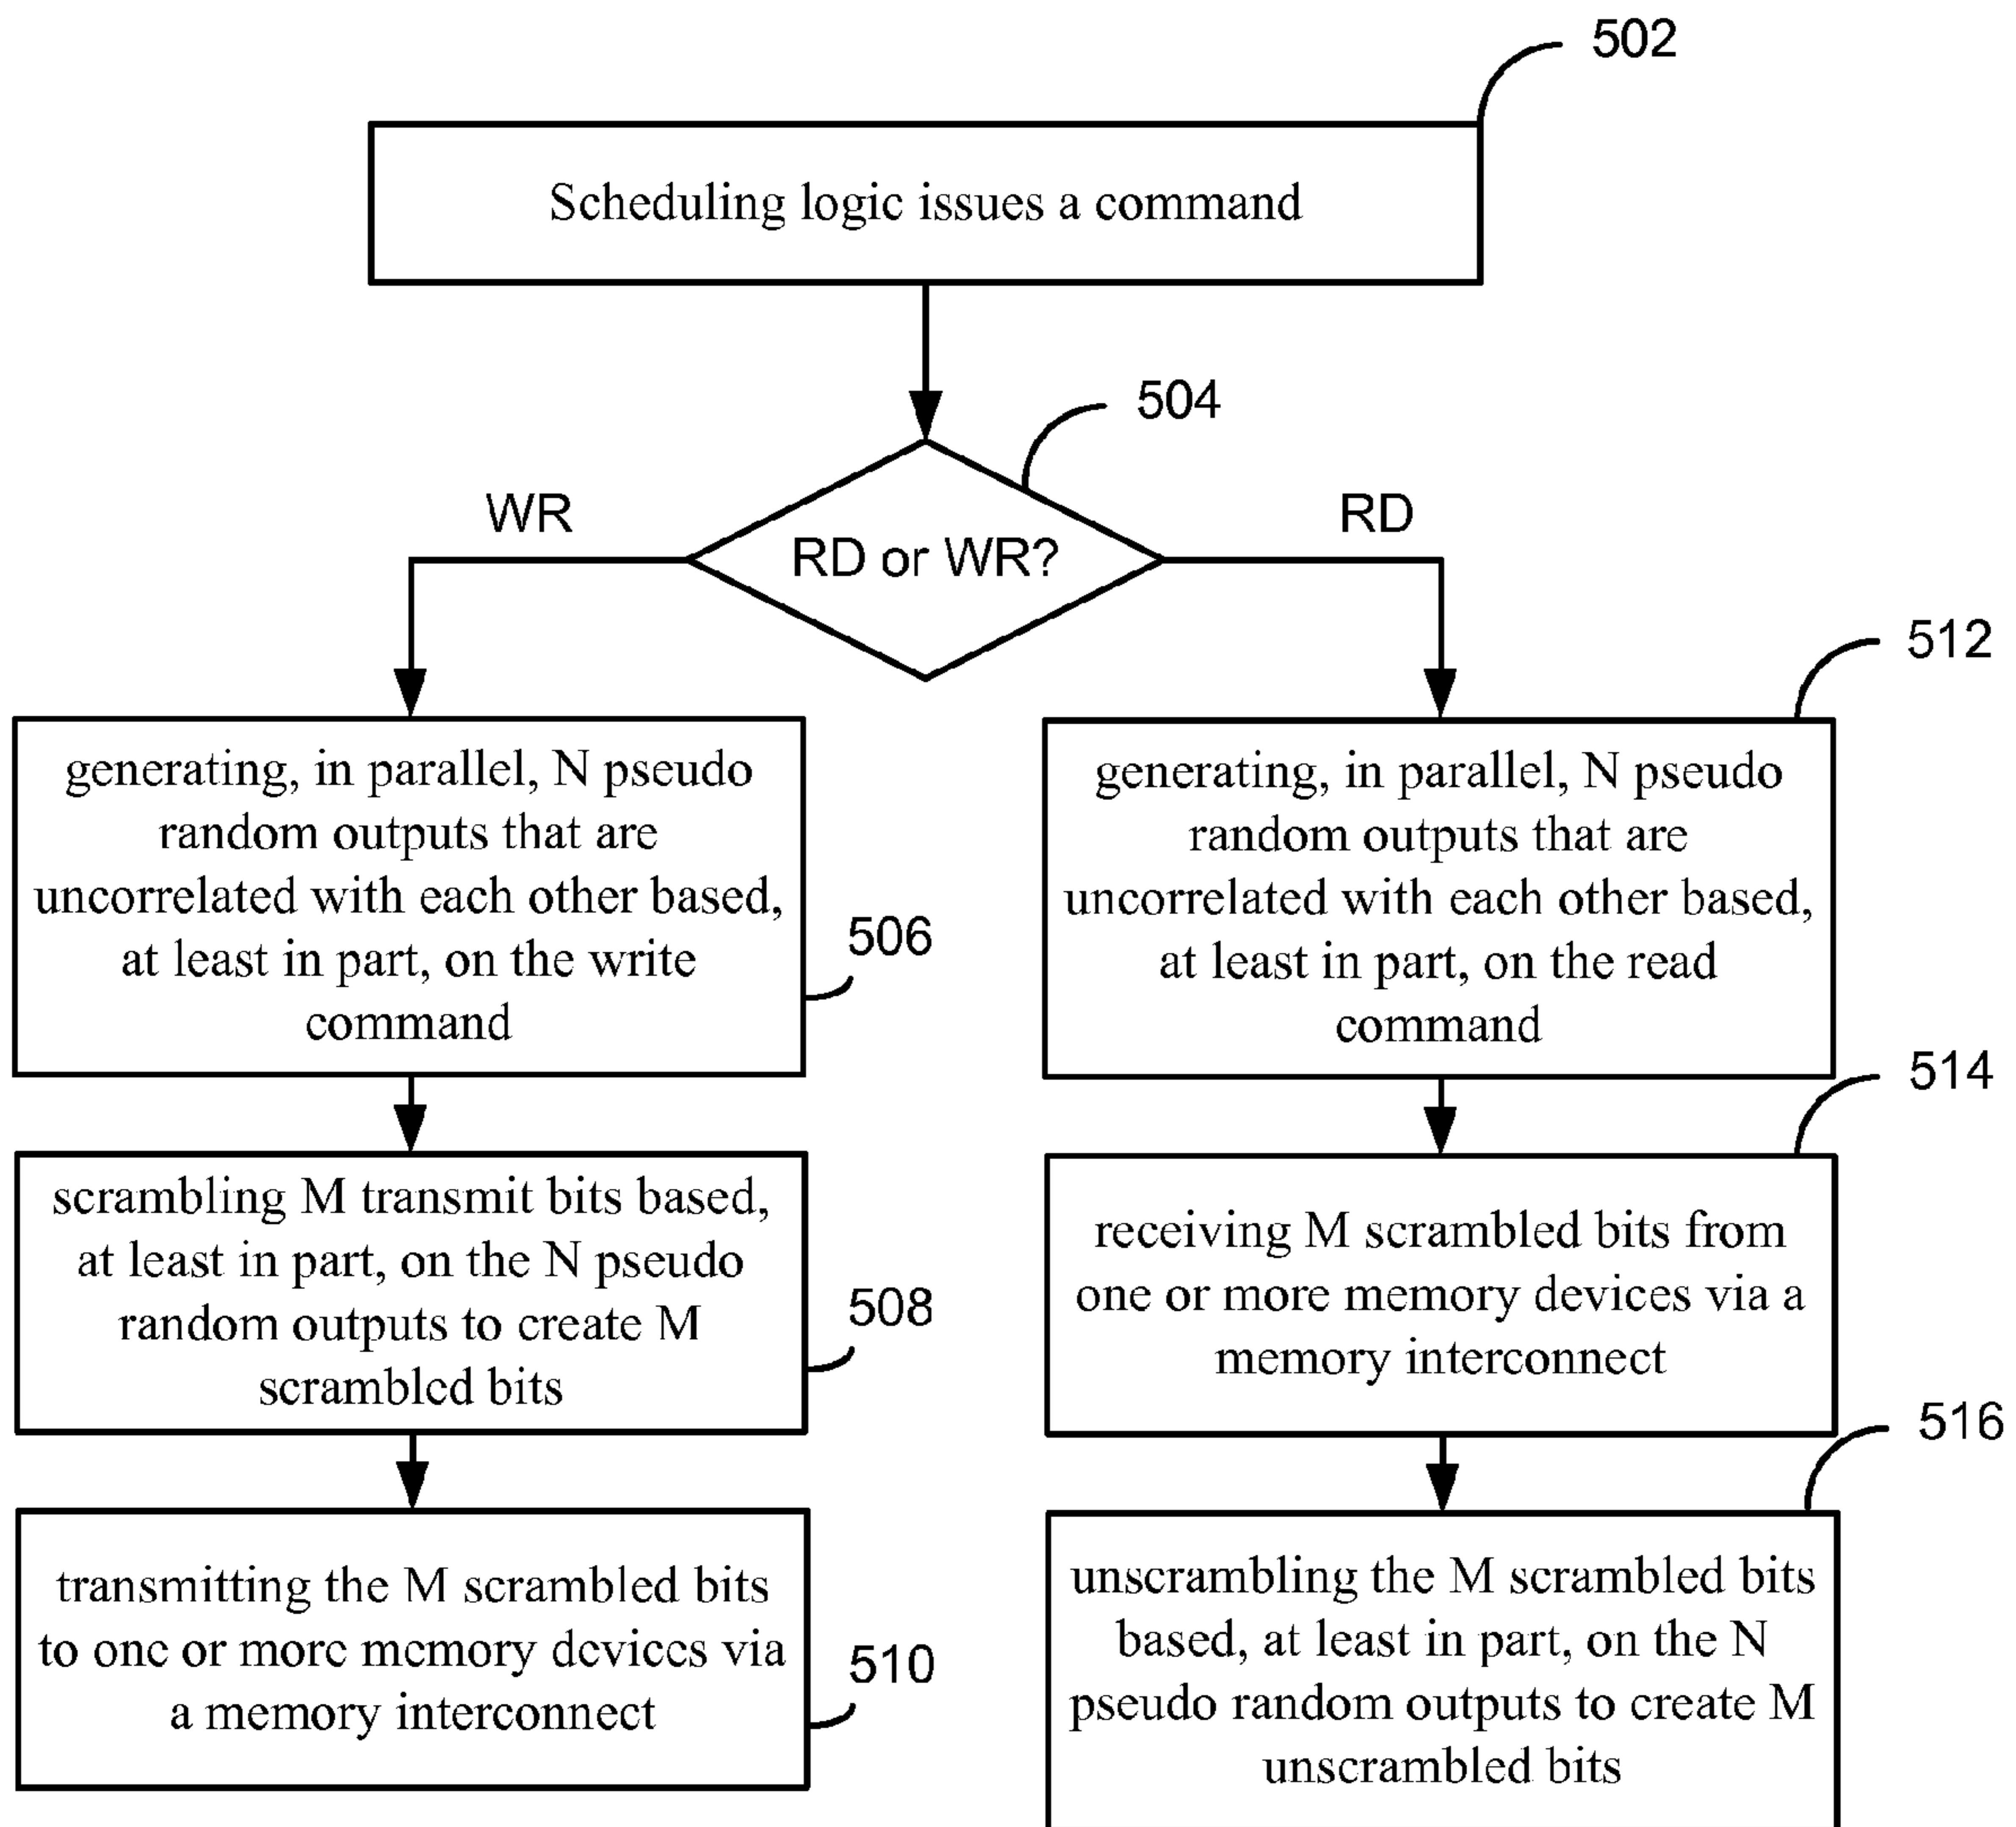 502
Scheduling logic issues a command
504
WR
RD
RD or WR?
512
generating, in parallel, N pseudo
random outputs that are
uncorrelated with each other based,
at least in part, on the write
command
506
generating, in parallel, N pseudo
random outputs that are
uncorrelated with each other based,
at least in part, on the read
command
514
scrambling M transmit bits based,
at least in part, on the N pseudo
random outputs to create M
scrambled bits
508
receiving M scrambled bits from
one or more memory devices via a
memory interconnect
516
transmitting the M scrambled bits
to one or more memory devices via
a memory interconnect
510
unscrambling the M scrambled bits
based, at least in part, on the N
pseudo random outputs to create M
unscrambled bits